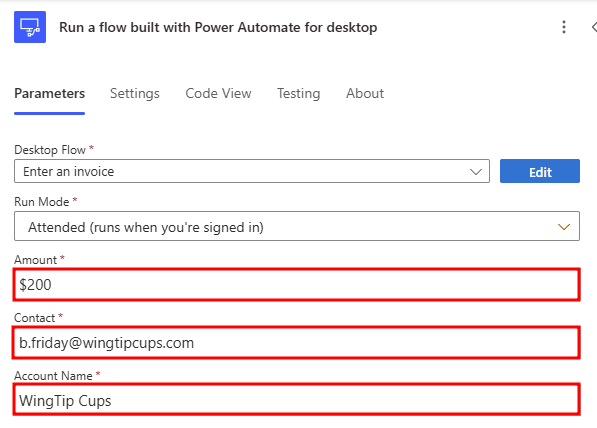 Run a flow built with Power Automate for desktop
Parameters Settings Code View Testing About
Desktop Flow *
Enter an invoice Edit
Run Mode *
Attended (runs when you're signed in)
Amount *
$200
Contact *
b.friday@wingtipcups.com
Account Name *
WingTip Cups